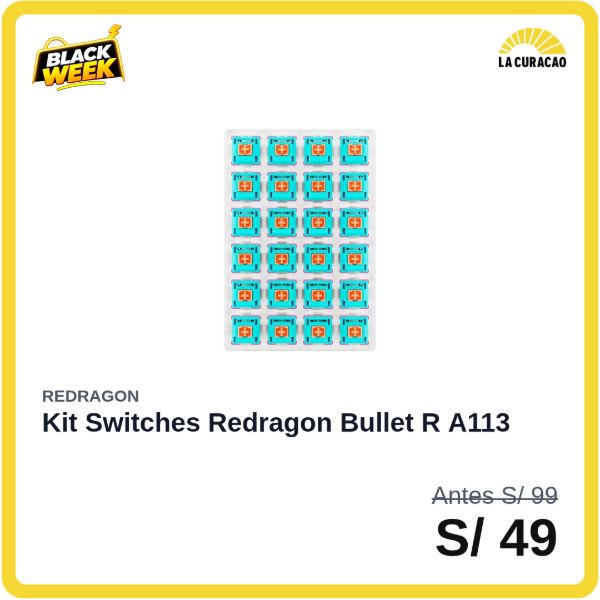 BLACK
WEEK
LA CURACAO
REDRAGON
Kit Switches Redragon Bullet R A113
Antes S/ 99
S/ 49